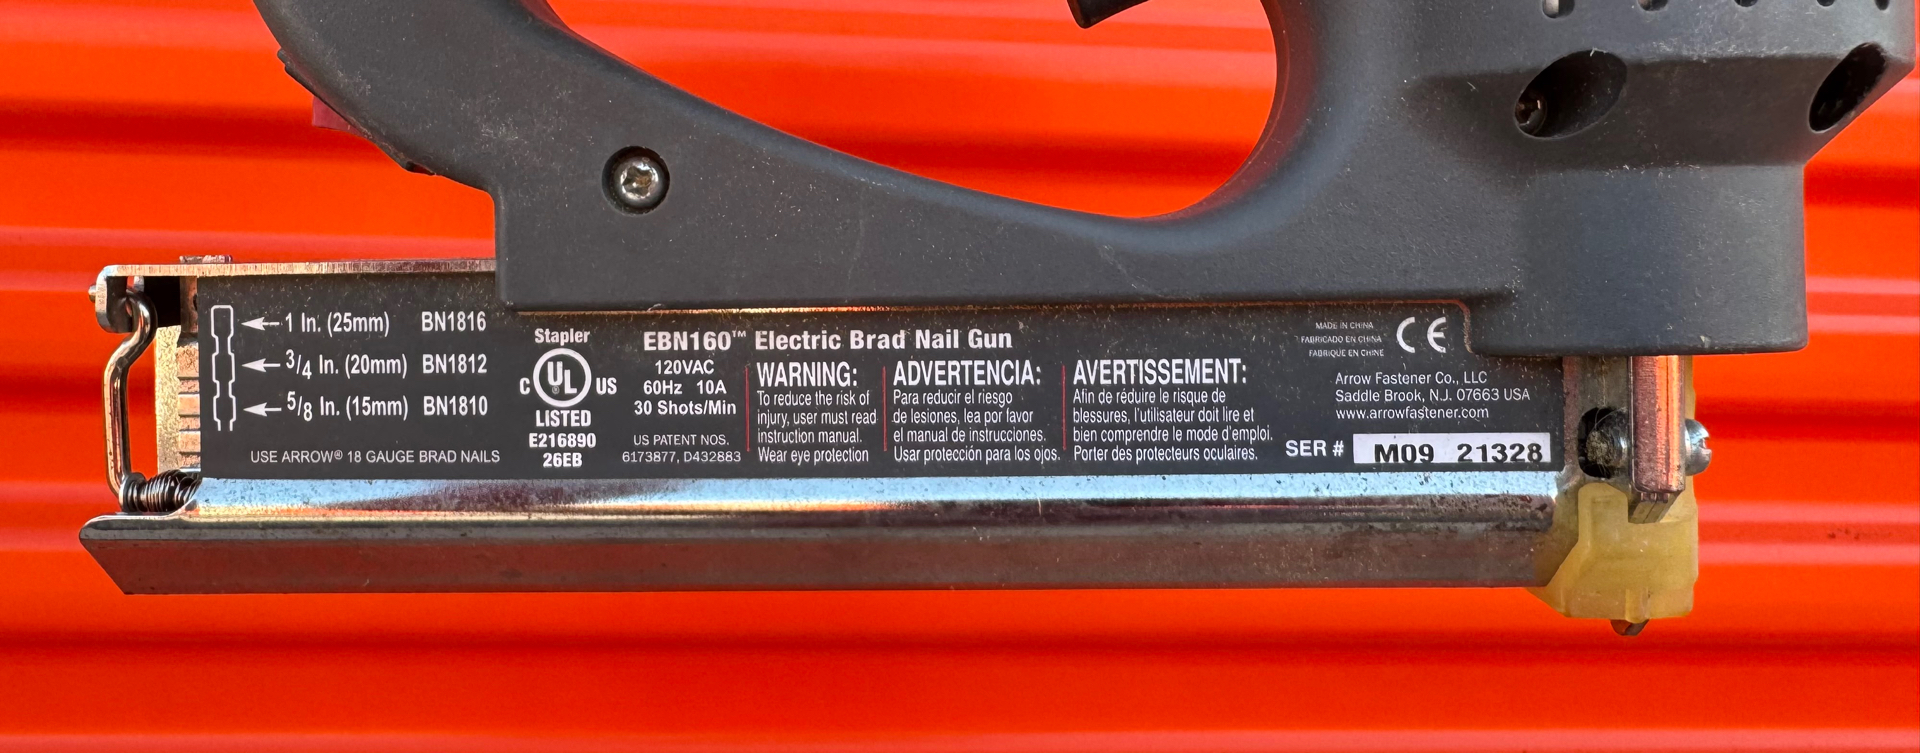 1 In. (25mm) BN1816
3/4 In. (20mm) BN1812
5/8 In. (15mm) BN1810
USE ARROW® 18 GAUGE BRAD NAILS
Stapler
C UL US
LISTED
E216890
26EB
EBN160™ Electric Brad Nail Gun
120VAC
60Hz 10A
30 Shots/Min
US PATENT NOS.
6173877, D432883
WARNING:
To reduce the risk of
injury, user must read
instruction manual.
Wear eye protection
ADVERTENCIA:
Para reducir el riesgo
de lesiones, lea por favor
el manual de instrucciones.
Usar protección para los ojos.
AVERTISSEMENT:
Afin de réduire le risque de
blessures, l'utilisateur doit lire et
bien comprendre le mode d'emploi.
Porter des protecteurs oculaires.
MADE IN CHINA
FABRICADO EN CHINA
FABRIQUE EN CHINE
CE
Arrow Fastener Co., LLC
Saddle Brook, N.J. 07663 USA
www.arrowfastener.com
SER # M09 21328